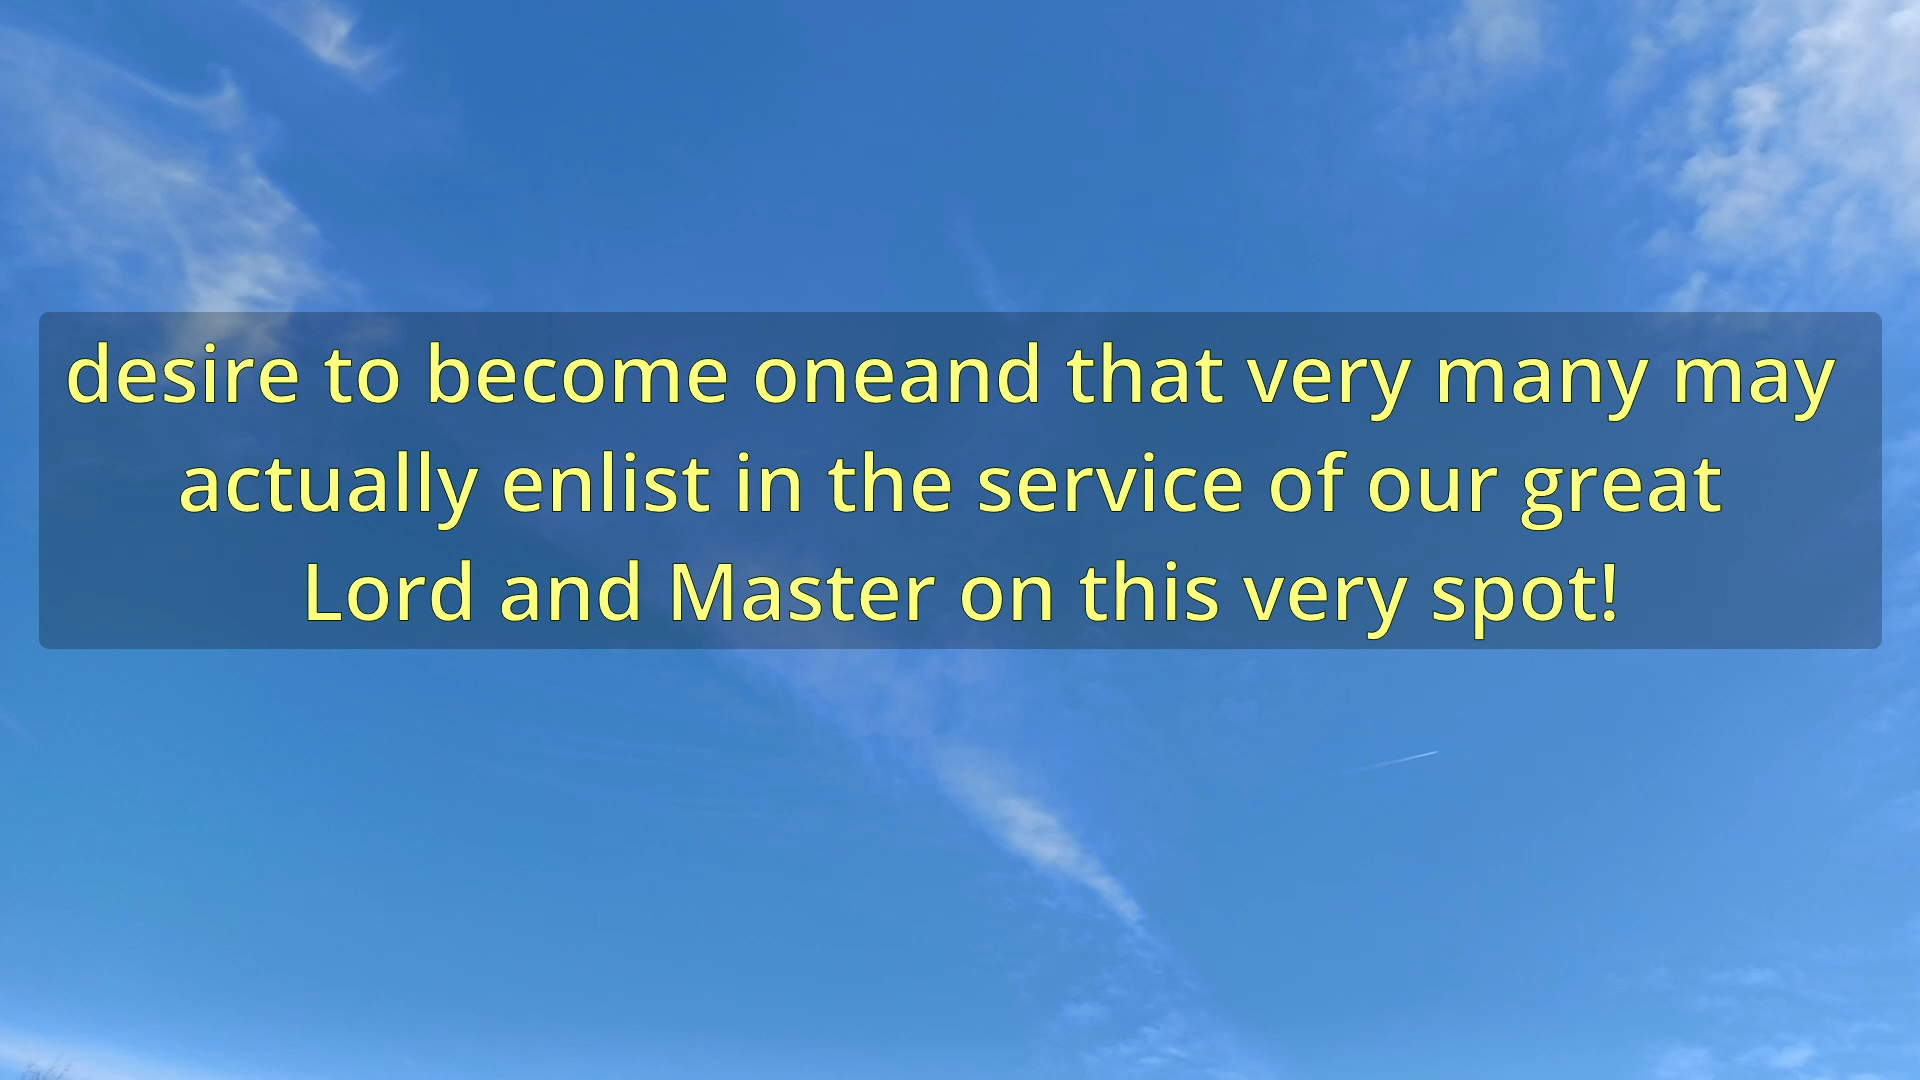 desire to become oneand that very many may
actually enlist in the service of our great
Lord and Master on this very spot!